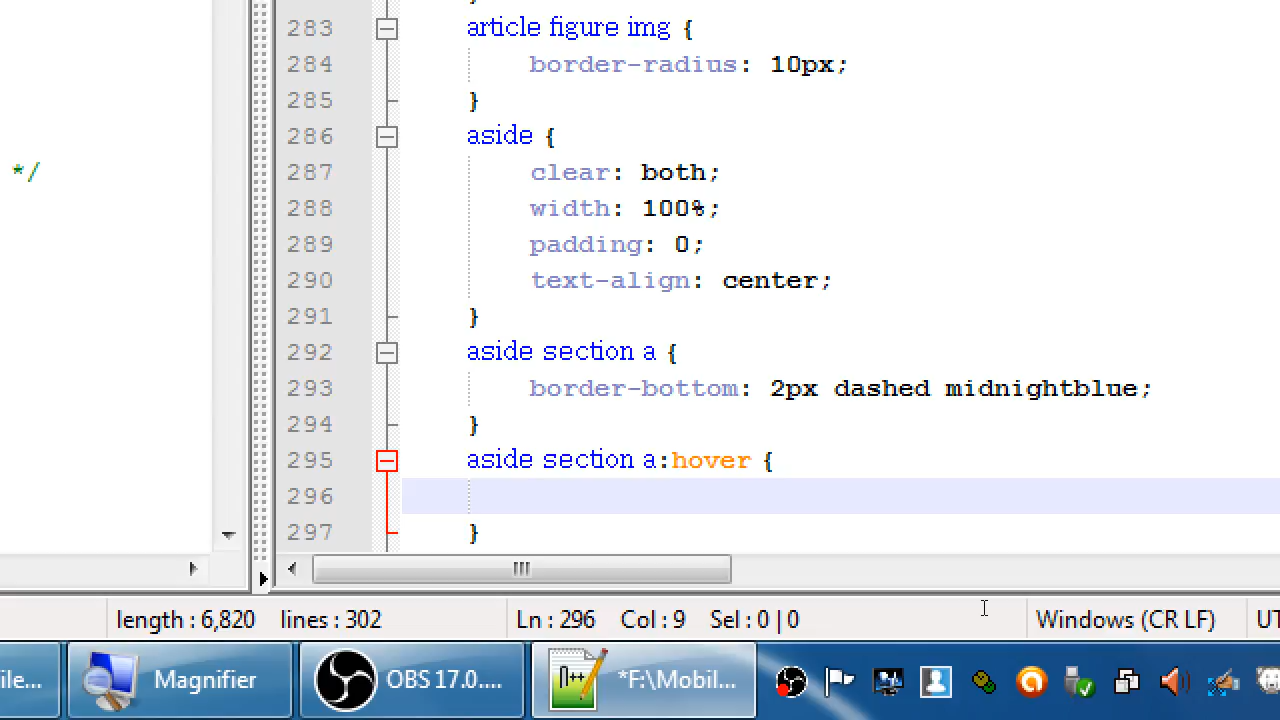 283 article figure img {
284 border-radius: 10px;
285 }
286 aside {
*/
287 clear: both;
288 width: 100%;
289 padding: 0;
290 text-align: center;
291 }
292 aside section a {
293 border-bottom: 2px dashed midnightblue;
294 }
295 aside section a:hover {
296
297 }
length : 6,820 lines : 302 Ln : 296 Col : 9 Sel : 0 | 0 Windows (CR LF) UT
ile... Magnifier OBS 17.0.... *F:\Mobil...